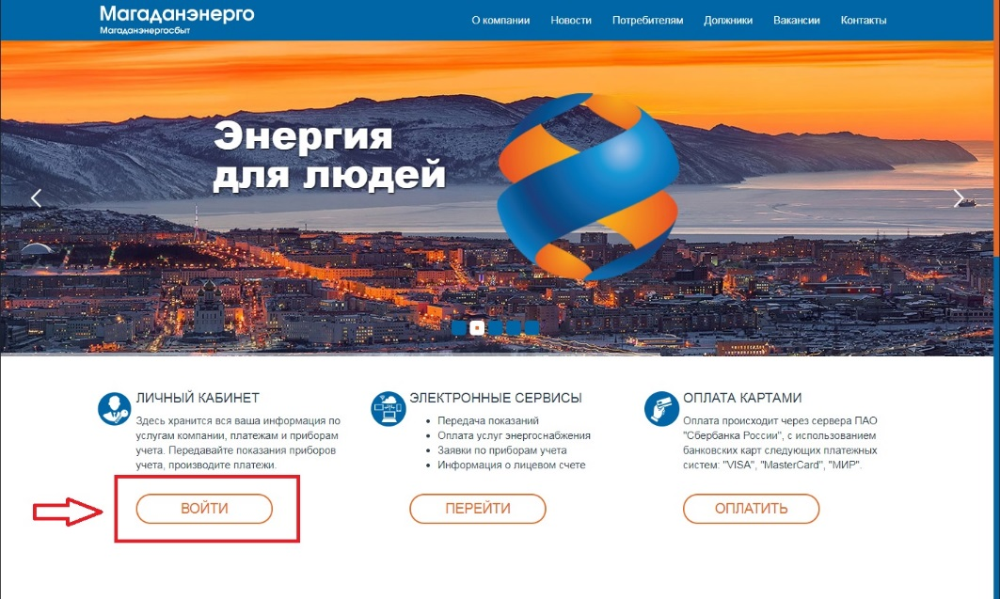 Магаданэнерго
Магаданэнергосбыт
О компании Новости Потребителям Должники Вакансии Контакты
Энергия
для людей
ЛИЧНЫЙ КАБИНЕТ
Здесь хранится вся ваша информация по
услугам компании, платежам и приборам
учета. Передавайте показания приборов
учета, производите платежи.
ВОЙТИ
ЭЛЕКТРОННЫЕ СЕРВИСЫ
• Передача показаний
• Оплата услуг энергоснабжения
• Заявки по приборам учета
• Информация о лицевом счете
ПЕРЕЙТИ
ОПЛАТА КАРТАМИ
Оплата происходит через сервера ПАО
"Сбербанка России", с использованием
банковских карт следующих платежных
систем: "VISA", "MasterCard", "МИР".
ОПЛАТИТЬ